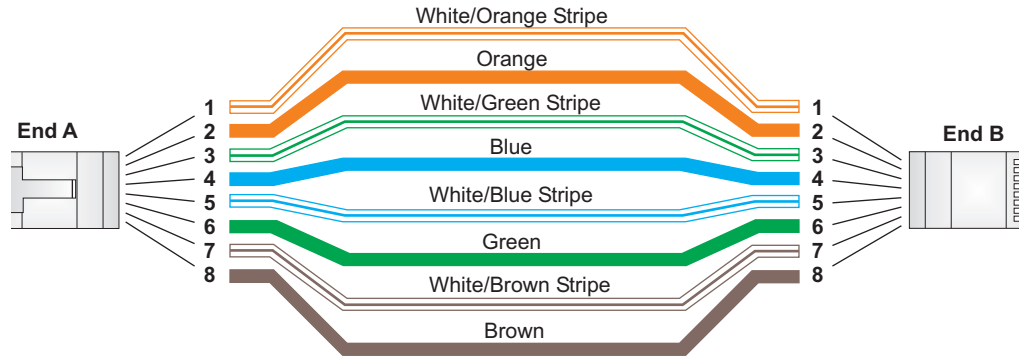 White/Orange Stripe
Orange
White/Green Stripe
Blue
White/Blue Stripe
Green
White/Brown Stripe
Brown
End A
1
2
3
4
5
6
7
8
End B
1
2
3
4
5
6
7
8